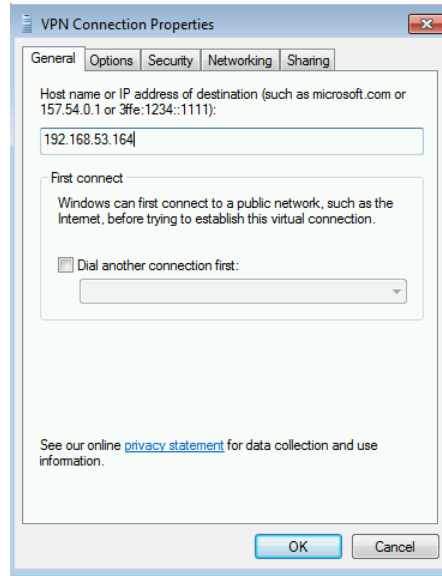 VPN Connection Properties
General Options Security Networking Sharing
Host name or IP address of destination (such as microsoft.com or
157.54.0.1 or 3ffe:1234::1111):
192.168.53.164
First connect
Windows can first connect to a public network, such as the
Internet, before trying to establish this virtual connection.
Dial another connection first:
See our online privacy statement for data collection and use
information.
OK Cancel